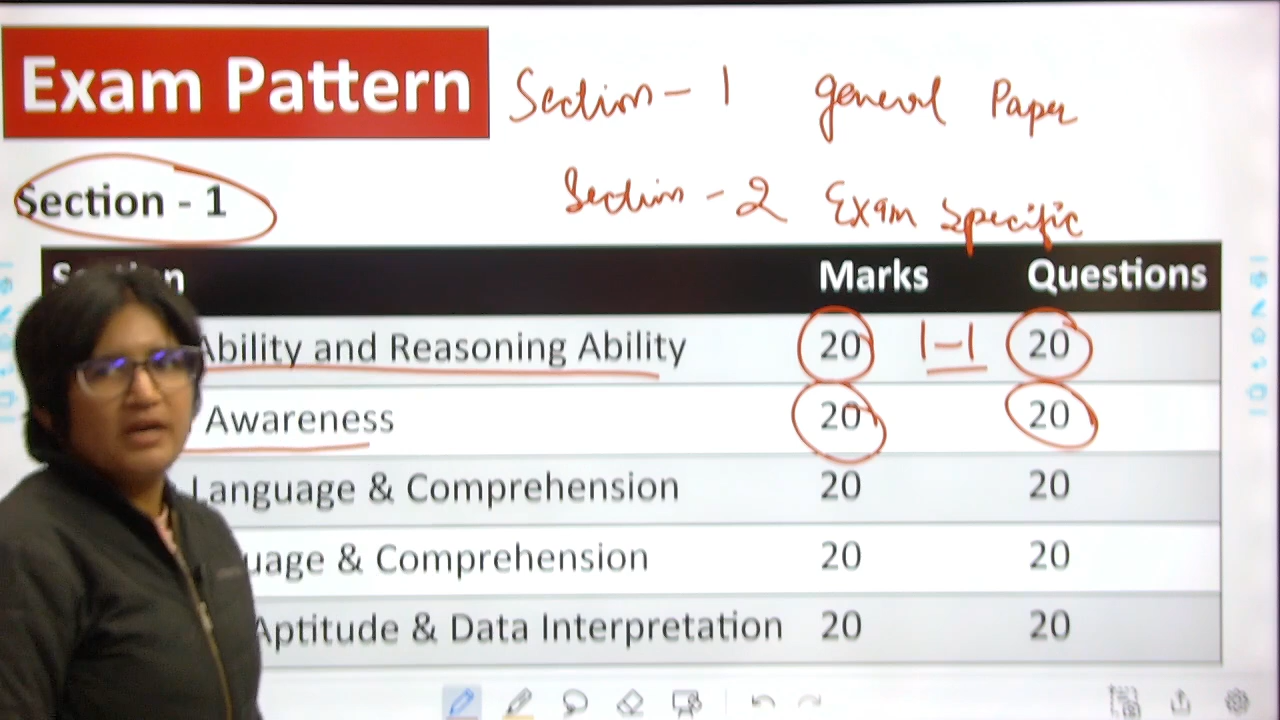 Exam Pattern
Section - 1 General Paper
Section - 2 Exam Specific
Section - 1
Marks Questions
Ability and Reasoning Ability 20 1-1 20
Awareness 20 20
Language & Comprehension 20 20
& Comprehension 20 20
Aptitude & Data Interpretation 20 20